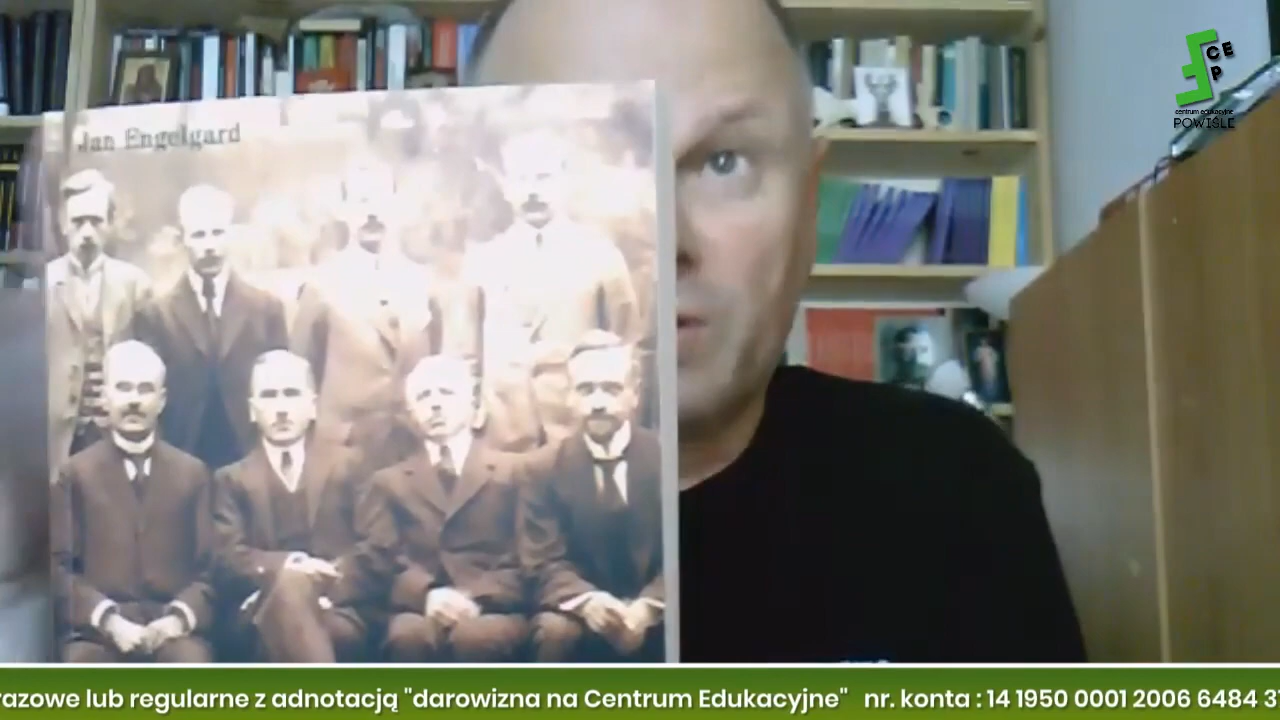 Jan Engelgard
CE
P
centrum edukacyjne
POWIŚLE
razowe lub regularne z adnotacją "darowizna na Centrum Edukacyjne" nr. konta : 14 1950 0001 2006 6484 37